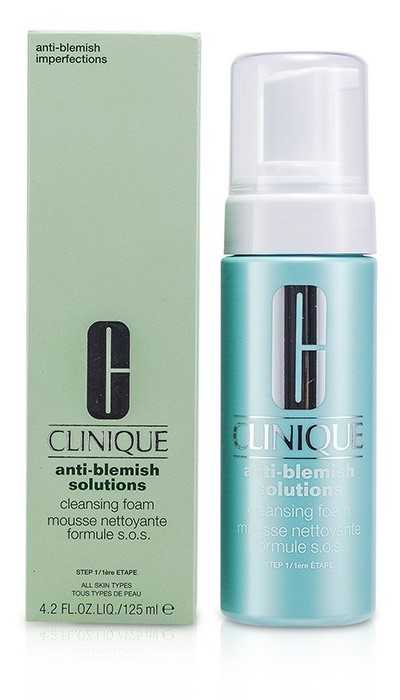 anti-blemish
imperfections
C
CLINIQUE
anti-blemish
solutions
cleansing foam
mousse nettoyante
formule s.o.s.
STEP 1/1ère ETAPE
ALL SKIN TYPES
TOUS TYPES DE PEAU
4.2 FL.OZ.LIQ./125 ml ℮
C
CLINIQUE
anti-blemish
solutions
cleansing foam
mousse nettoyante
formule s.o.s.
STEP 1/1ère ÉTAPE